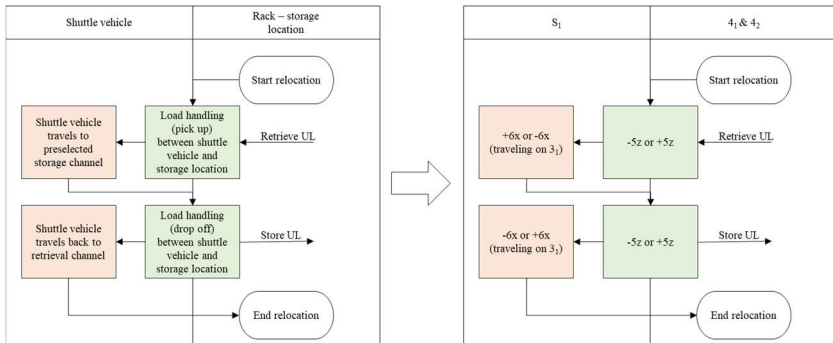 Shuttle vehicle
Rack – storage
location
Start relocation
Shuttle vehicle
travels to
preselected
storage channel
Load handling
(pick up)
between shuttle
vehicle and
storage location
Retrieve UL
Shuttle vehicle
travels back to
retrieval channel
Load handling
(drop off)
between shuttle
vehicle and
storage location
Store UL
End relocation
S₁
4₁ & 4₂
Start relocation
+6x or -6x
(traveling on 3₁)
-5z or +5z
Retrieve UL
-6x or +6x
(traveling on 3₁)
-5z or +5z
Store UL
End relocation